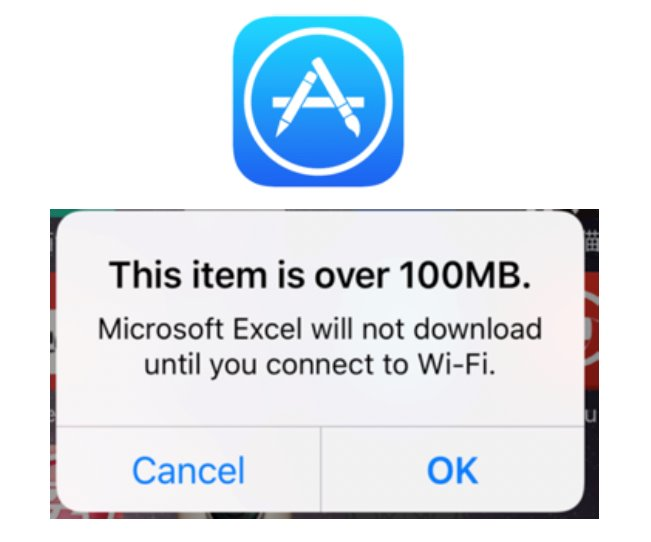 This item is over 100MB.
Microsoft Excel will not download
until you connect to Wi-Fi.
Cancel
OK